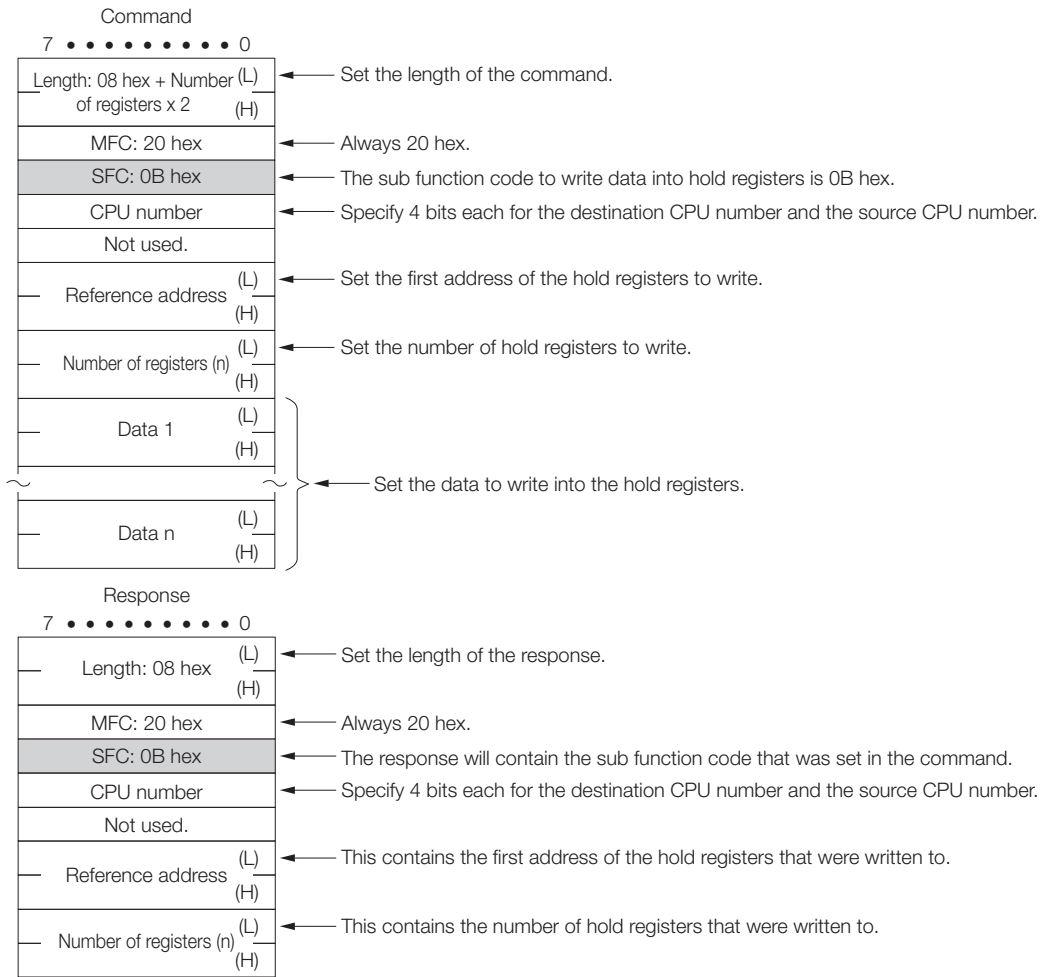 Command
7 • • • • • • • • • 0
Length: 08 hex + Number (L)
of registers x 2 (H)
Set the length of the command.
MFC: 20 hex
Always 20 hex.
SFC: 0B hex
The sub function code to write data into hold registers is 0B hex.
CPU number
Specify 4 bits each for the destination CPU number and the source CPU number.
Not used.
Reference address (L)
(H)
Set the first address of the hold registers to write.
Number of registers (n) (L)
(H)
Set the number of hold registers to write.
Data 1 (L)
(H)
Set the data to write into the hold registers.
Data n (L)
(H)
Response
7 • • • • • • • • • 0
Length: 08 hex (L)
(H)
Set the length of the response.
MFC: 20 hex
Always 20 hex.
SFC: 0B hex
The response will contain the sub function code that was set in the command.
CPU number
Specify 4 bits each for the destination CPU number and the source CPU number.
Not used.
Reference address (L)
(H)
This contains the first address of the hold registers that were written to.
Number of registers (n) (L)
(H)
This contains the number of hold registers that were written to.